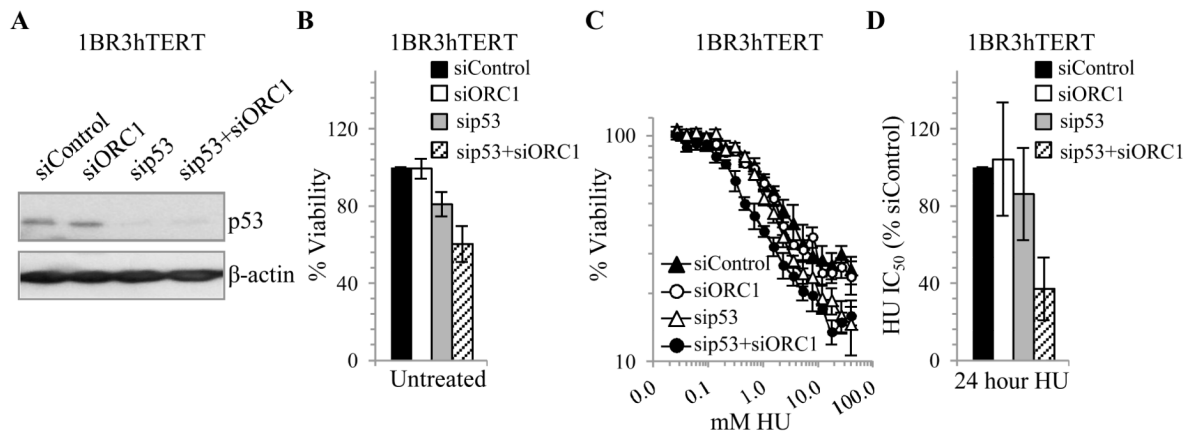 A
1BR3hTERT
siControl
siORC1
sip53
sip53+siORC1
p53
β-actin
B
1BR3hTERT
siControl
siORC1
sip53
sip53+siORC1
% Viability
120
80
40
0
Untreated
C
1BR3hTERT
% Viability
100
10
siControl
siORC1
sip53
sip53+siORC1
0.0
0.1
1.0
10.0
100.0
mM HU
D
1BR3hTERT
siControl
siORC1
sip53
sip53+siORC1
HU IC50 (% siControl)
120
80
40
0
24 hour HU